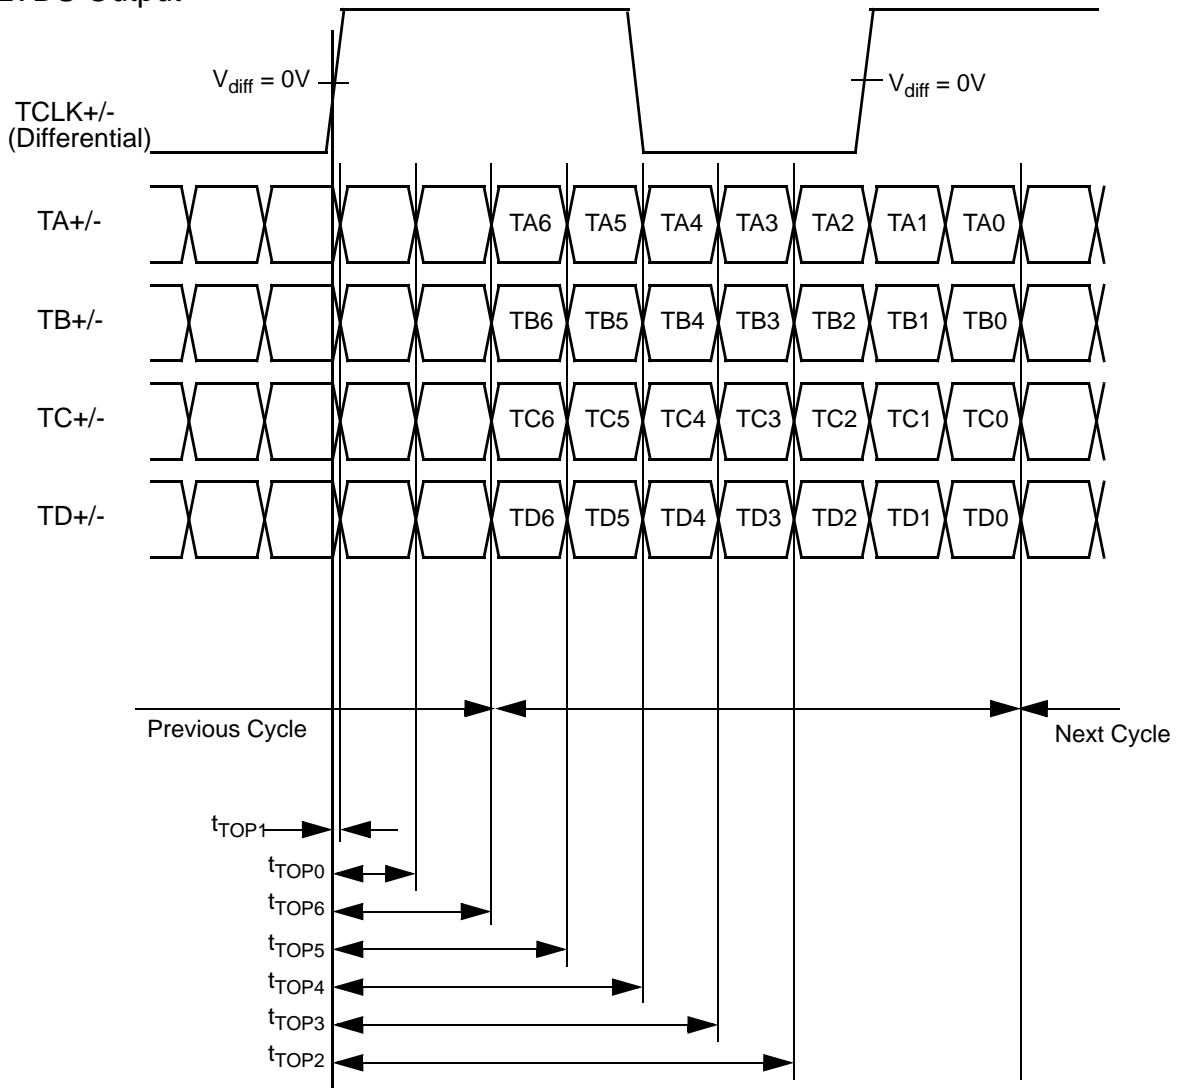 Output
Vdiff = 0V
Vdiff = 0V
TCLK+/-
(Differential)
TA+/- TA6 TA5 TA4 TA3 TA2 TA1 TA0
TB+/- TB6 TB5 TB4 TB3 TB2 TB1 TB0
TC+/- TC6 TC5 TC4 TC3 TC2 TC1 TC0
TD+/- TD6 TD5 TD4 TD3 TD2 TD1 TD0
Previous Cycle
Next Cycle
tTOP1
tTOP0
tTOP6
tTOP5
tTOP4
tTOP3
tTOP2